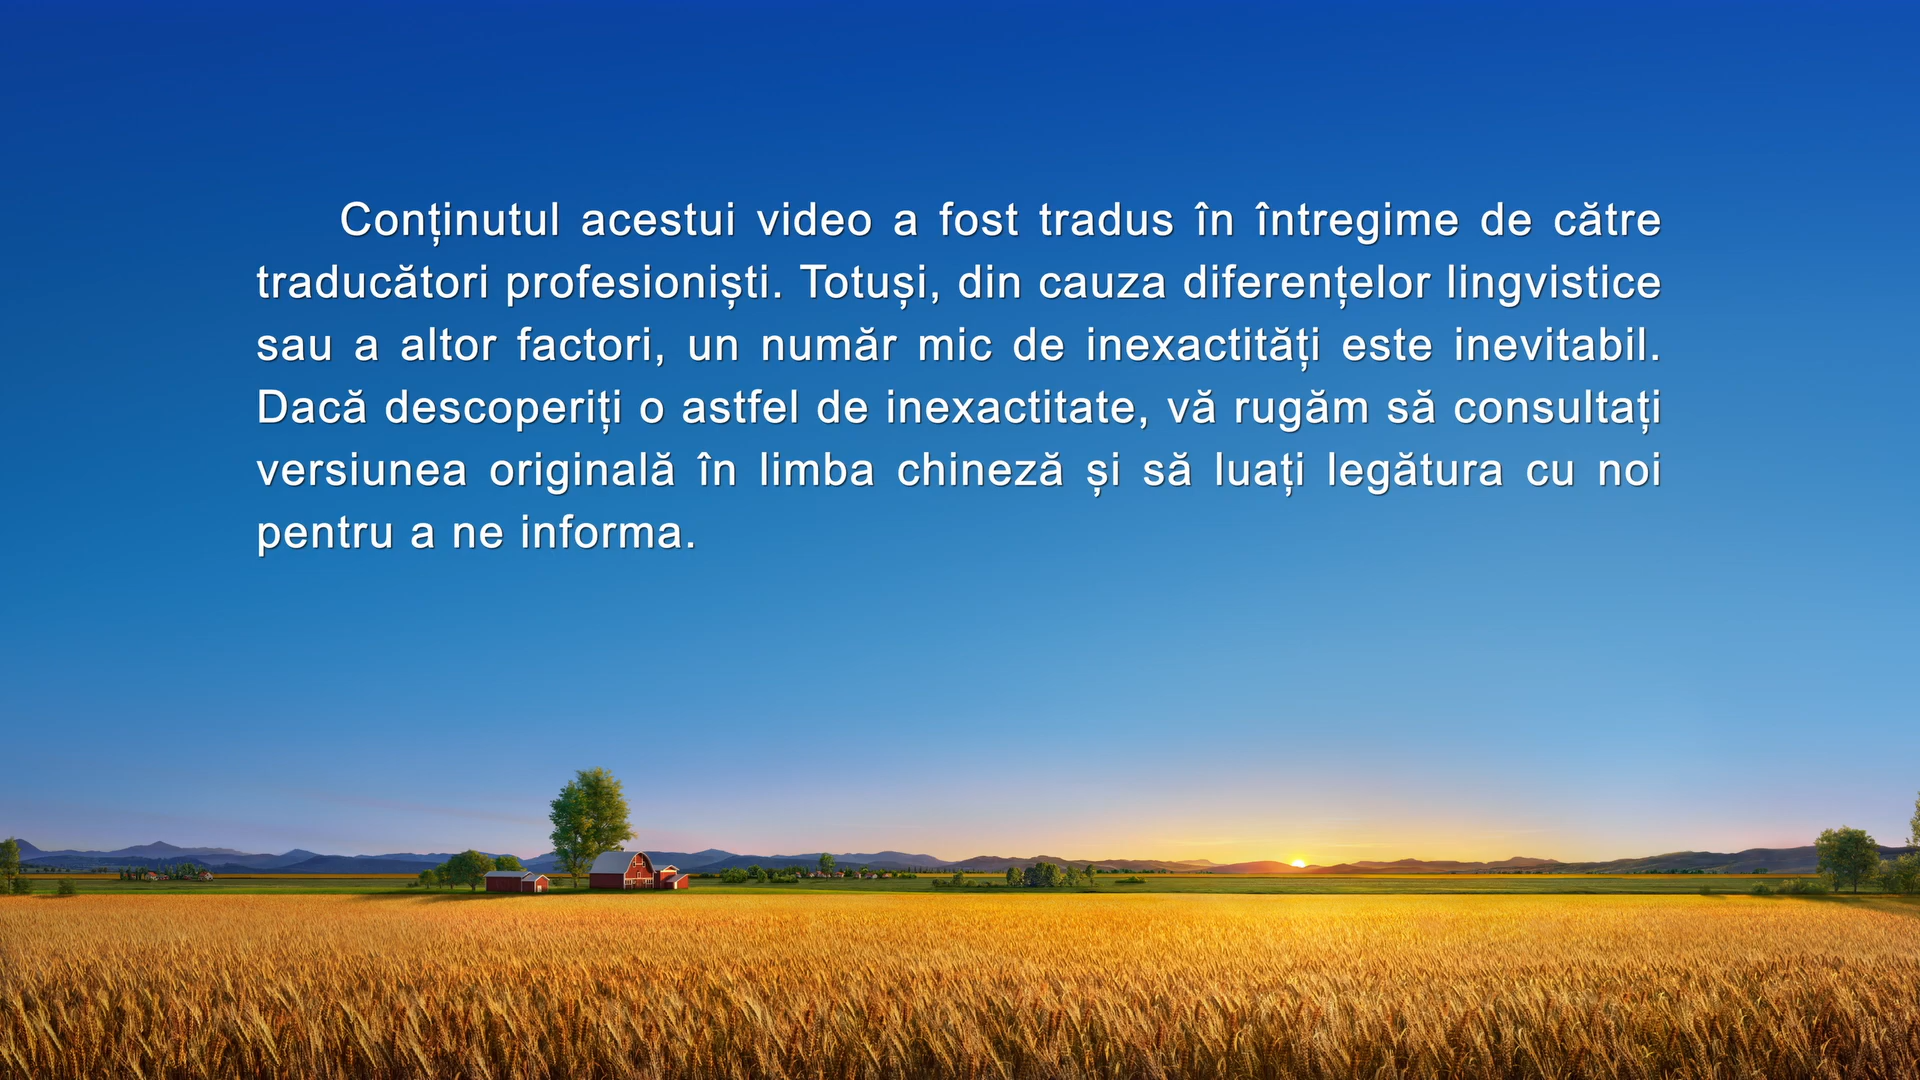 Conținutul acestui video a fost tradus în întregime de către
traducători profesioniști. Totuși, din cauza diferențelor lingvistice
sau a altor factori, un număr mic de inexactități este inevitabil.
Dacă descoperiți o astfel de inexactitate, vă rugăm să consultați
versiunea originală în limba chineză și să luați legătura cu noi
pentru a ne informa.